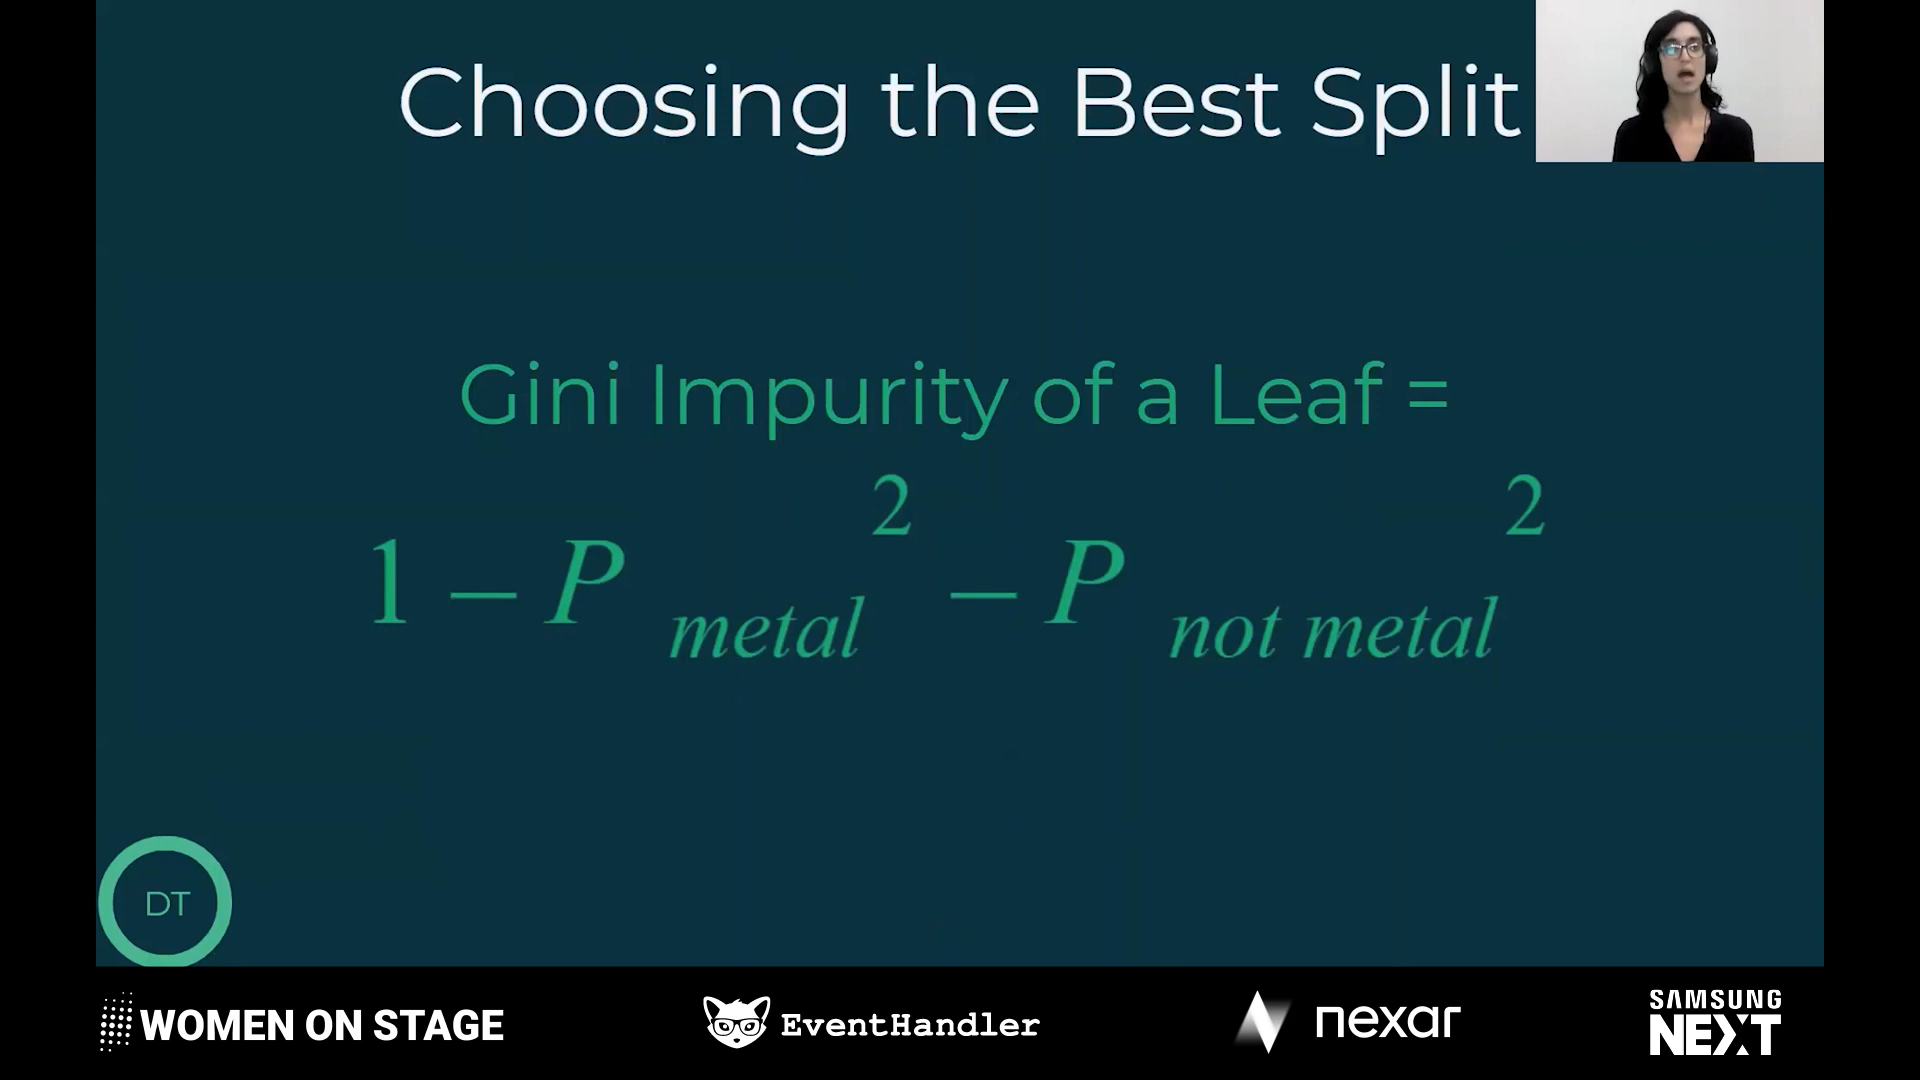 Choosing the Best Split
Gini Impurity of a Leaf =
1 – P metal ² – P not metal ²
DT
WOMEN ON STAGE
EventHandler
nexar
SAMSUNG
NEXT